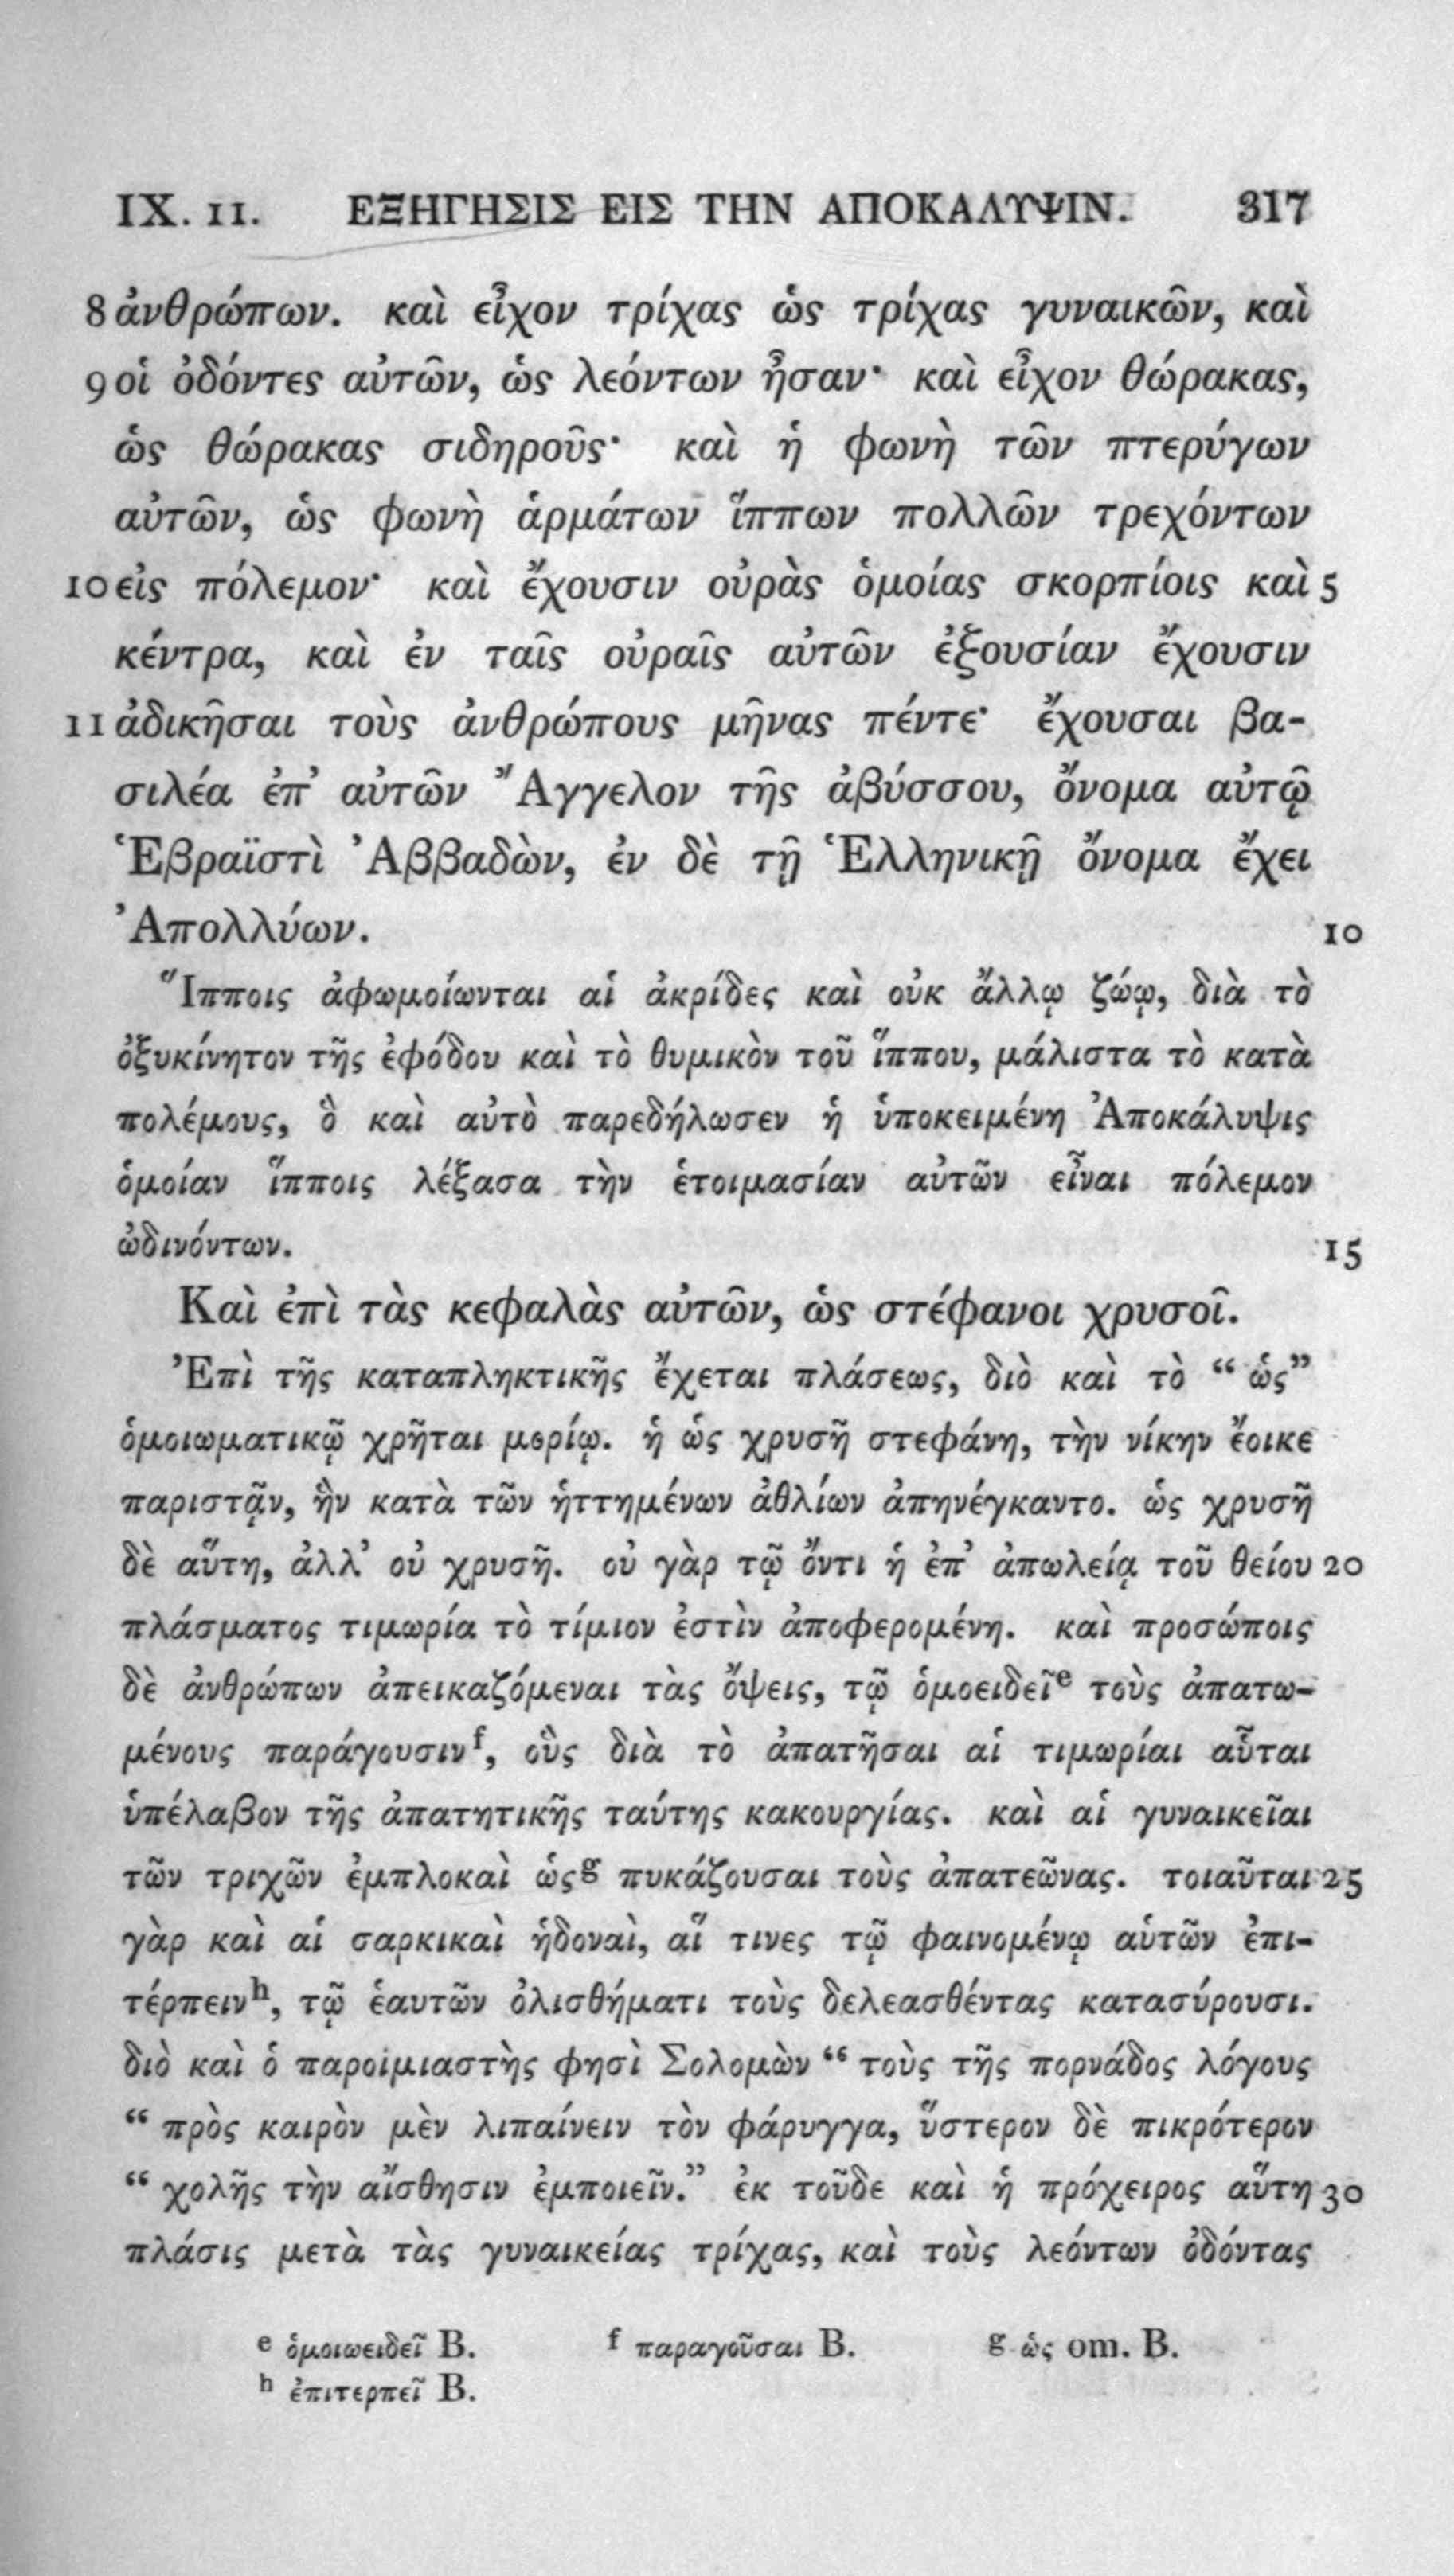 IX. 11. ΕΞΗΓΗΣΙΣ ΕΙΣ ΤΗΝ ΑΠΟΚΑΛΥΨΙΝ. 317
8 ἀνθρώπων. καὶ εἶχον τρίχας ὡς τρίχας γυναικῶν, καὶ
9 οἱ ὀδόντες αὐτῶν, ὡς λεόντων ἦσαν· καὶ εἶχον θώρακας,
ὡς θώρακας σιδηροῦς· καὶ ἡ φωνὴ τῶν πτερύγων
αὐτῶν, ὡς φωνὴ ἁρμάτων ἵππων πολλῶν τρεχόντων
10 εἰς πόλεμον· καὶ ἔχουσιν οὐρὰς ὁμοίας σκορπίοις καὶ 5
κέντρα, καὶ ἐν ταῖς οὐραῖς αὐτῶν ἐξουσίαν ἔχουσιν
11 ἀδικῆσαι τοὺς ἀνθρώπους μῆνας πέντε· ἔχουσαι βα-
σιλέα ἐπ’ αὐτῶν Ἄγγελον τῆς ἀβύσσου, ὄνομα αὐτῷ
Ἑβραϊστὶ Ἀββαδὼν, ἐν δὲ τῇ Ἑλληνικῇ ὄνομα ἔχει
Ἀπολλύων. 10
Ἵπποις ἀφωμοίωνται αἱ ἀκρίδες καὶ οὐκ ἄλλῳ ζώῳ, διὰ τὸ
ὀξυκίνητον τῆς ἐφόδου καὶ τὸ θυμικὸν τοῦ ἵππου, μάλιστα τὸ κατὰ
πολέμους, ὃ καὶ αὐτὸ παρεδήλωσεν ἡ ὑποκειμένη Ἀποκάλυψις
ὁμοίαν ἵπποις λέξασα τὴν ἑτοιμασίαν αὐτῶν εἶναι πόλεμον
ὠδινόντων. 15
Καὶ ἐπὶ τὰς κεφαλὰς αὐτῶν, ὡς στέφανοι χρυσοῖ.
Ἐπὶ τῆς καταπληκτικῆς ἔχεται πλάσεως, διὸ καὶ τὸ “ ὡς”
ὁμοιωματικῷ χρῆται μορίῳ. ἡ ὡς χρυσῆ στεφάνη, τὴν νίκην ἔοικε
παριστᾷν, ἣν κατὰ τῶν ἡττημένων ἀθλίων ἀπηνέγκαντο. ὡς χρυσῆ
δὲ αὕτη, ἀλλ’ οὐ χρυσῆ. οὐ γὰρ τῷ ὄντι ἡ ἐπ’ ἀπωλείᾳ τοῦ θείου 20
πλάσματος τιμωρία τὸ τίμιον ἐστὶν ἀποφερομένη. καὶ προσώποις
δὲ ἀνθρώπων ἀπεικαζόμεναι τὰς ὄψεις, τῷ ὁμοειδεῖ e τοὺς ἀπατω-
μένους παράγουσιν f, οὓς διὰ τὸ ἀπατῆσαι αἱ τιμωρίαι αὗται
ὑπέλαβον τῆς ἀπατητικῆς ταύτης κακουργίας. καὶ αἱ γυναικεῖαι
τῶν τριχῶν ἐμπλοκαὶ ὡς g πυκάζουσαι τοὺς ἀπατεῶνας. τοιαῦται 25
γὰρ καὶ αἱ σαρκικαὶ ἡδοναὶ, αἵ τινες τῷ φαινομένῳ αὑτῶν ἐπι-
τέρπειν h, τῷ ἑαυτῶν ὀλισθήματι τοὺς δελεασθέντας κατασύρουσι.
διὸ καὶ ὁ παροιμιαστὴς φησὶ Σολομὼν “ τοὺς τῆς πορνάδος λόγους
“ πρὸς καιρὸν μὲν λιπαίνειν τὸν φάρυγγα, ὕστερον δὲ πικρότερον
“ χολῆς τὴν αἴσθησιν ἐμποιεῖν.” ἐκ τοῦδε καὶ ἡ πρόχειρος αὕτη 30
πλάσις μετὰ τὰς γυναικείας τρίχας, καὶ τοὺς λεόντων ὀδόντας
e ὁμοιωειδεῖ B. f παραγοῦσαι B. g ὡς om. B.
h ἐπιτερπεῖ B.